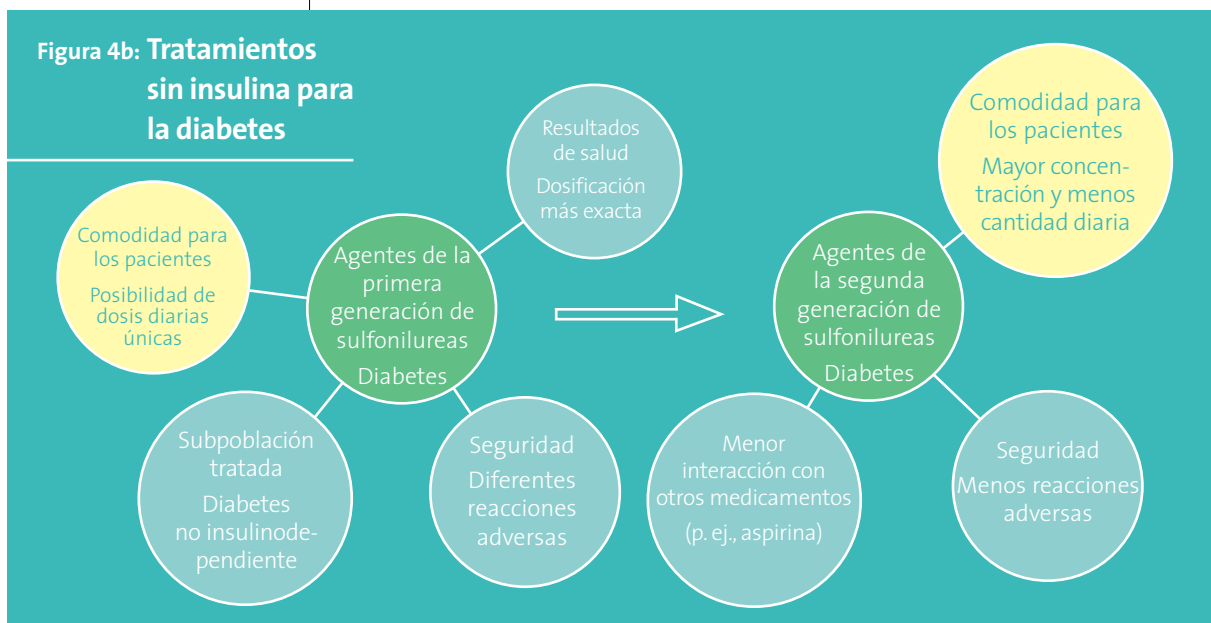 Figura 4b: Tratamientos
sin insulina para
la diabetes
Comodidad para
los pacientes
Posibilidad de
dosis diarias
únicas
Resultados
de salud
Dosificación
más exacta
Agentes de la
primera
generación de
sulfonilureas
Diabetes
Subpoblación
tratada
Diabetes
no insulinode-
pendiente
Seguridad
Diferentes
reacciones
adversas
Comodidad para
los pacientes
Mayor concen-
tración y menos
cantidad diaria
Agentes de
la segunda
generación de
sulfonilureas
Diabetes
Menor
interacción con
otros medicamentos
(p. ej., aspirina)
Seguridad
Menos reacciones
adversas